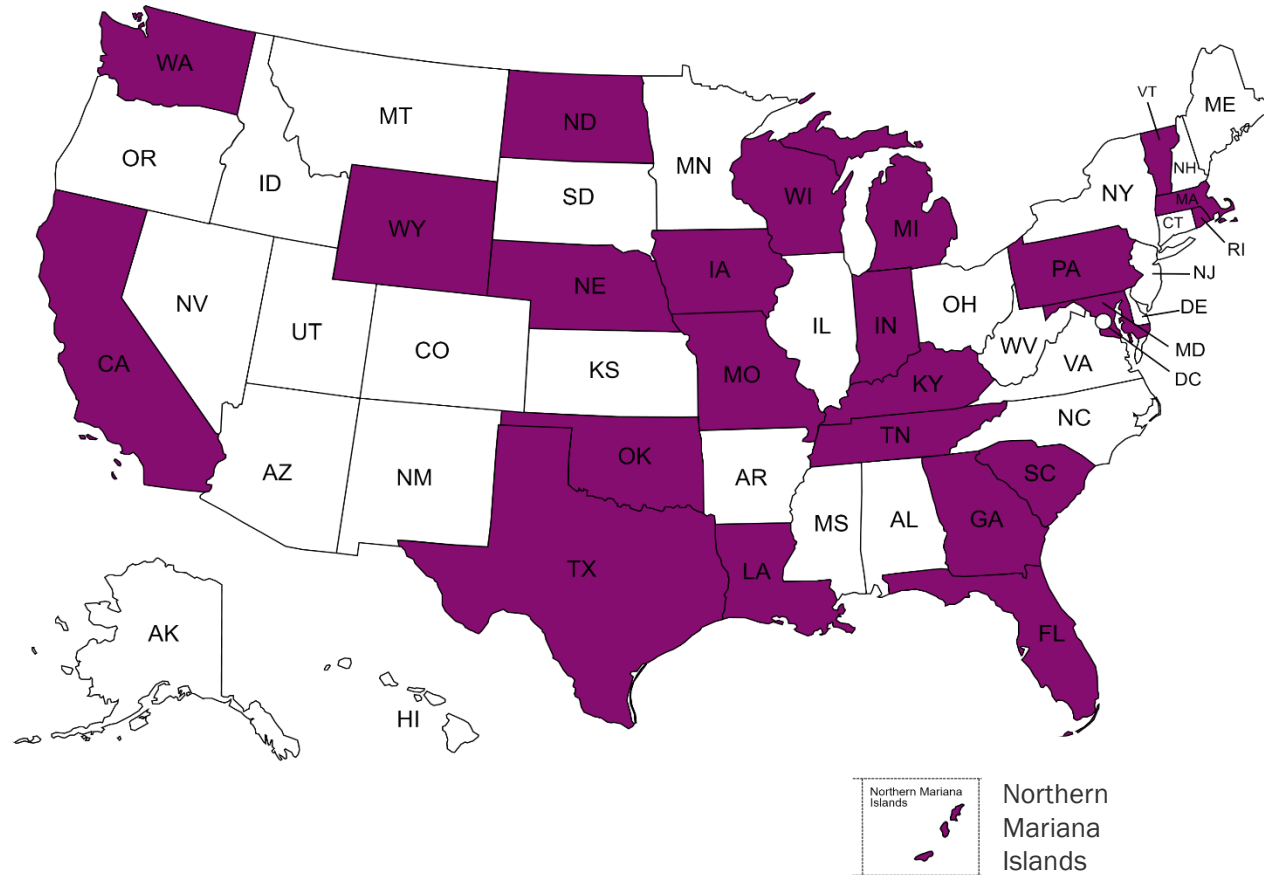 WA
MT
ND
MN
VT
ME
OR
ID
SD
WI
MI
NY
NH
MA
CT
RI
WY
IA
PA
NJ
NE
NV
UT
CO
IL
IN
OH
DE
CA
KS
MO
WV
VA
MD
DC
KY
NC
TN
AZ
NM
OK
AR
SC
MS
AL
GA
TX
LA
FL
AK
HI
Northern Mariana
Islands
Northern
Mariana
Islands